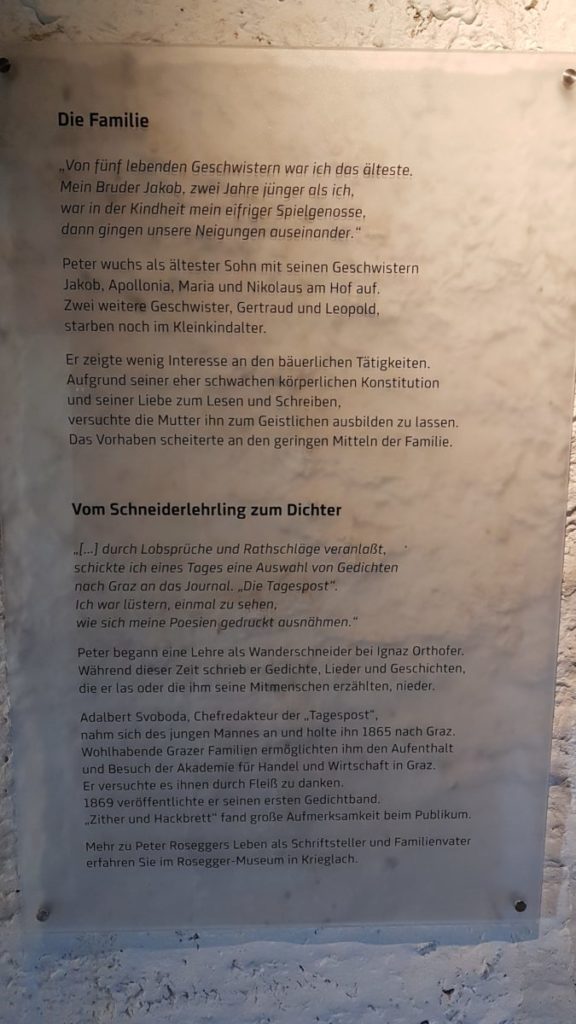 Die Familie
„Von fünf lebenden Geschwistern war ich das älteste.
Mein Bruder Jakob, zwei Jahre jünger als ich,
war in der Kindheit mein eifriger Spielgenosse,
dann gingen unsere Neigungen auseinander.“
Peter wuchs als ältester Sohn mit seinen Geschwistern
Jakob, Apollonia, Maria und Nikolaus am Hof auf.
Zwei weitere Geschwister, Gertraud und Leopold,
starben noch im Kleinkindalter.
Er zeigte wenig Interesse an den bäuerlichen Tätigkeiten.
Aufgrund seiner eher schwachen körperlichen Konstitution
und seiner Liebe zum Lesen und Schreiben,
versuchte die Mutter ihn zum Geistlichen ausbilden zu lassen.
Das Vorhaben scheiterte an den geringen Mitteln der Familie.
Vom Schneiderlehrling zum Dichter
„[...] durch Lobsprüche und Rathschläge veranlaßt,
schickte ich eines Tages eine Auswahl von Gedichten
nach Graz an das Journal. „Die Tagespost“.
Ich war lüstern, einmal zu sehen,
wie sich meine Poesien gedruckt ausnähmen.“
Peter begann eine Lehre als Wanderschneider bei Ignaz Orthofer.
Während dieser Zeit schrieb er Gedichte, Lieder und Geschichten,
die er las oder die ihm seine Mitmenschen erzählten, nieder.
Adalbert Svoboda, Chefredakteur der „Tagespost“,
nahm sich des jungen Mannes an und holte ihn 1865 nach Graz.
Wohlhabende Grazer Familien ermöglichten ihm den Aufenthalt
und Besuch der Akademie für Handel und Wirtschaft in Graz.
Er versuchte es ihnen durch Fleiß zu danken.
1869 veröffentlichte er seinen ersten Gedichtband.
„Zither und Hackbrett“ fand große Aufmerksamkeit beim Publikum.
Mehr zu Peter Roseggers Leben als Schriftsteller und Familienvater
erfahren Sie im Rosegger-Museum in Krieglach.